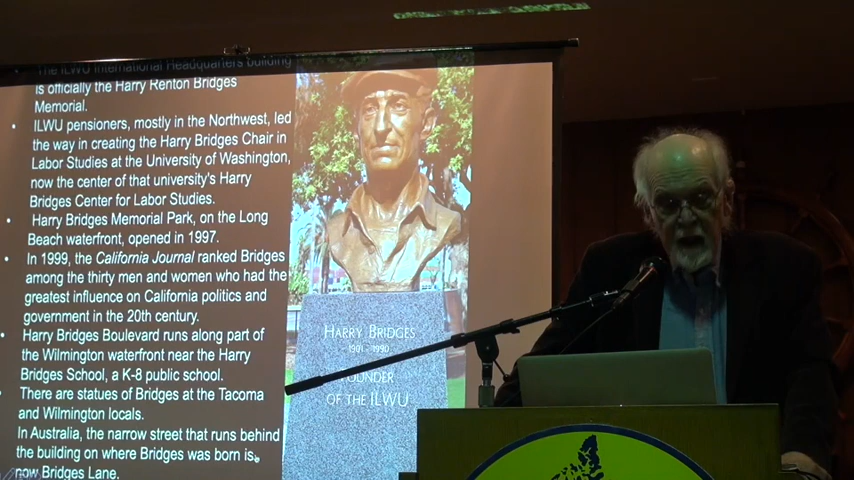 The ILWU International Headquarters building
is officially the Harry Renton Bridges
Memorial.
• ILWU pensioners, mostly in the Northwest, led
the way in creating the Harry Bridges Chair in
Labor Studies at the University of Washington,
now the center of that university's Harry
Bridges Center for Labor Studies.
• Harry Bridges Memorial Park, on the Long
Beach waterfront, opened in 1997.
• In 1999, the California Journal ranked Bridges
among the thirty men and women who had the
greatest influence on California politics and
government in the 20th century.
• Harry Bridges Boulevard runs along part of
the Wilmington waterfront near the Harry
Bridges School, a K-8 public school.
• There are statues of Bridges at the Tacoma
and Wilmington locals.
In Australia, the narrow street that runs behind
the building on where Bridges was born is
now Bridges Lane.
HARRY BRIDGES
- 1901 - 1990 -
FOUNDER
OF THE ILWU